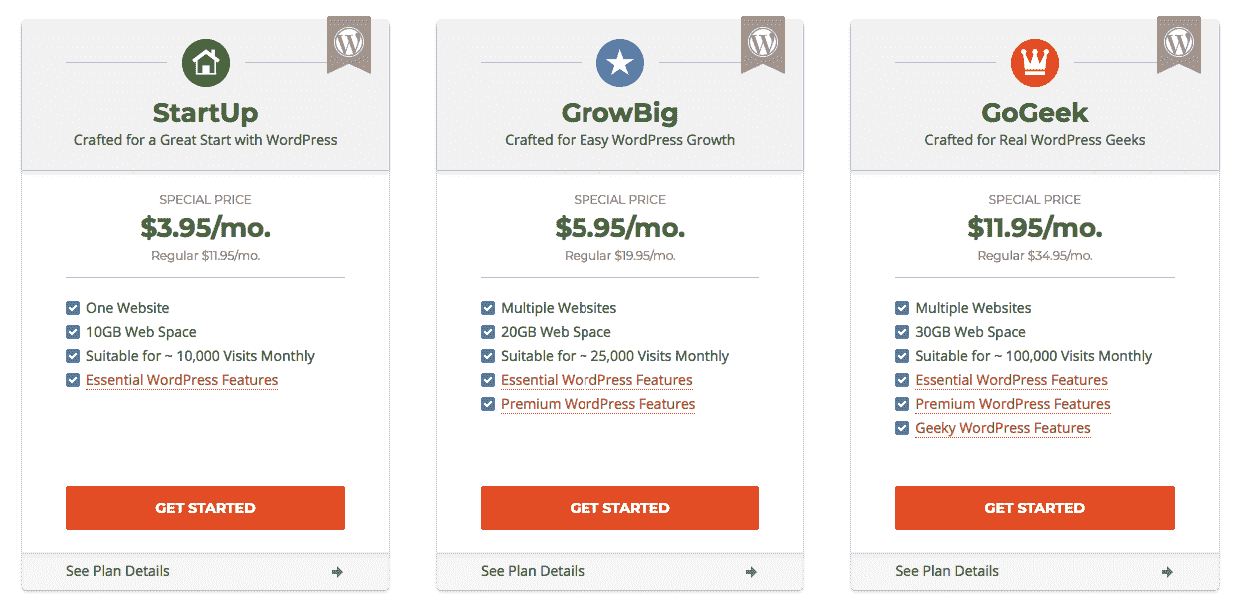 StartUp
Crafted for a Great Start with WordPress
SPECIAL PRICE
$3.95/mo.
Regular $11.95/mo.
One Website
10GB Web Space
Suitable for ~ 10,000 Visits Monthly
Essential WordPress Features
GET STARTED
See Plan Details
GrowBig
Crafted for Easy WordPress Growth
SPECIAL PRICE
$5.95/mo.
Regular $19.95/mo.
Multiple Websites
20GB Web Space
Suitable for ~ 25,000 Visits Monthly
Essential WordPress Features
Premium WordPress Features
GET STARTED
See Plan Details
GoGeek
Crafted for Real WordPress Geeks
SPECIAL PRICE
$11.95/mo.
Regular $34.95/mo.
Multiple Websites
30GB Web Space
Suitable for ~ 100,000 Visits Monthly
Essential WordPress Features
Premium WordPress Features
Geeky WordPress Features
GET STARTED
See Plan Details